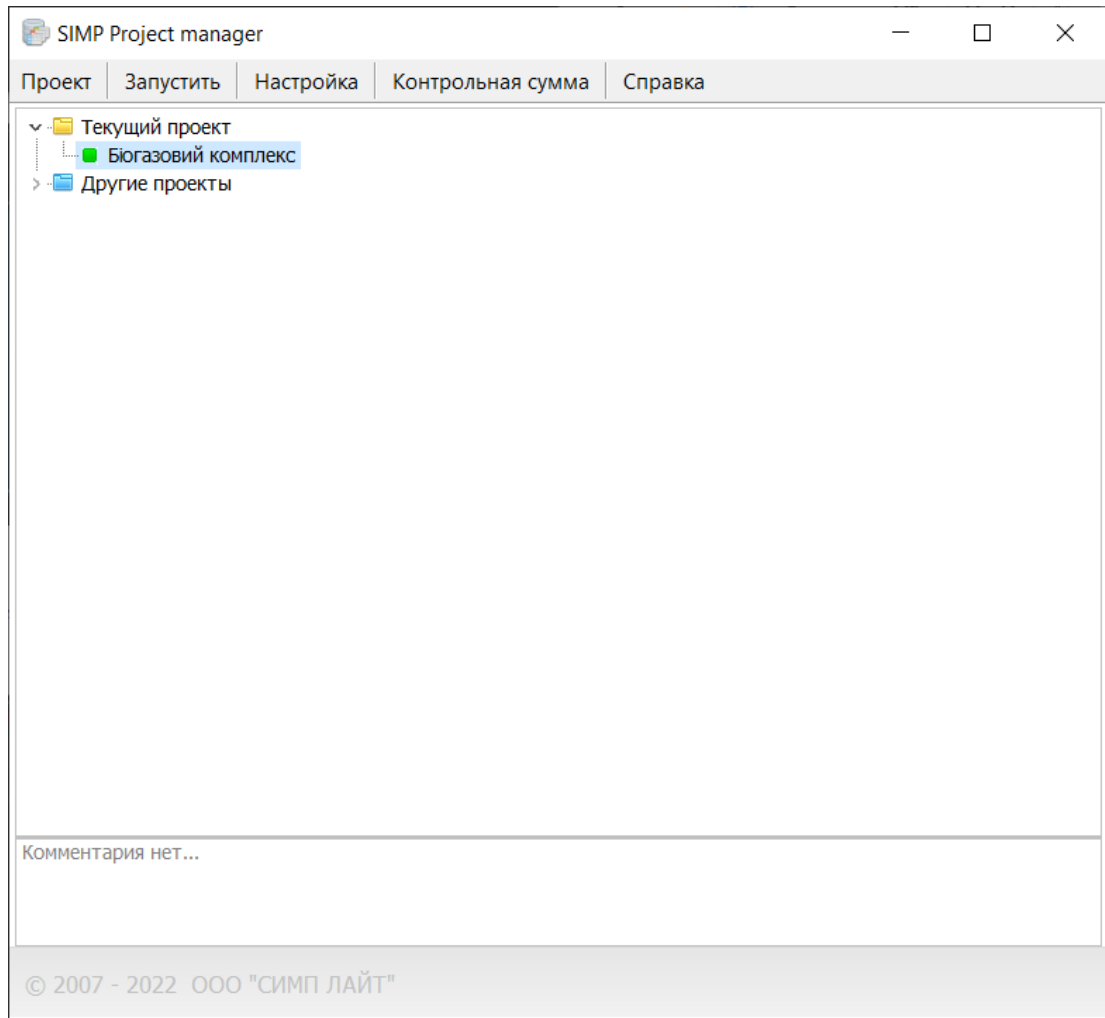 SIMP Project manager
Проект Запустить Настройка Контрольная сумма Справка
Текущий проект
Біогазовий комплекс
Другие проекты
Комментария нет...
© 2007 - 2022 ООО "СИМП ЛАЙТ"